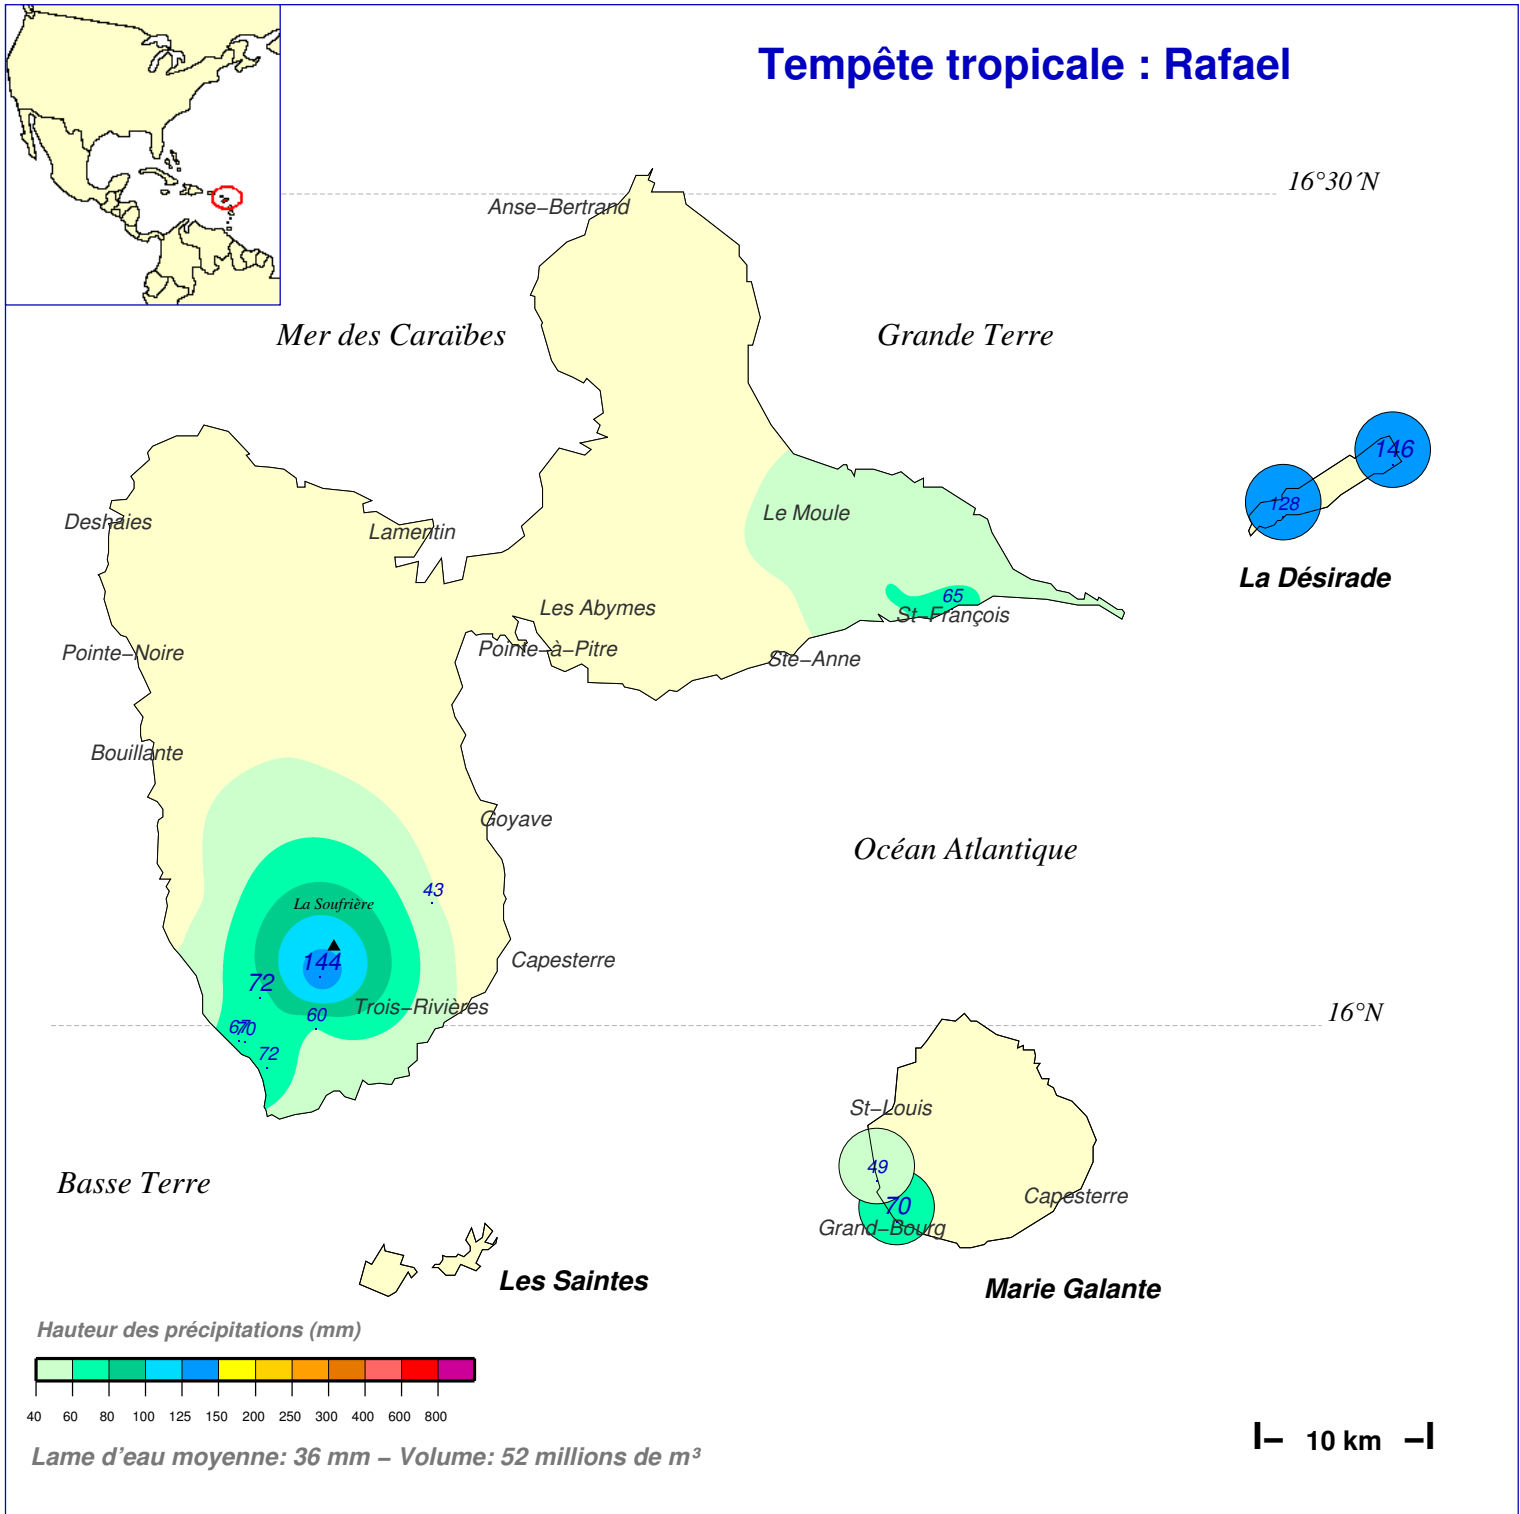 Tempête tropicale : Rafael
16°30´N
Anse−Bertrand
Mer des Caraïbes
Grande Terre
146
128
La Désirade
Deshaies
Lamentin
Le Moule
65
St−François
Les Abymes
Pointe−à−Pitre
Ste−Anne
Pointe−Noire
Bouillante
Goyave
Océan Atlantique
43
La Soufrière
144
Capesterre
72
Trois−Rivières
60
67
70
72
16°N
St−Louis
49
70
Capesterre
Grand−Bourg
Basse Terre
Les Saintes
Marie Galante
Hauteur des précipitations (mm)
40 60 80 100 125 150 200 250 300 400 600 800
Lame d'eau moyenne: 36 mm − Volume: 52 millions de m³
10 km